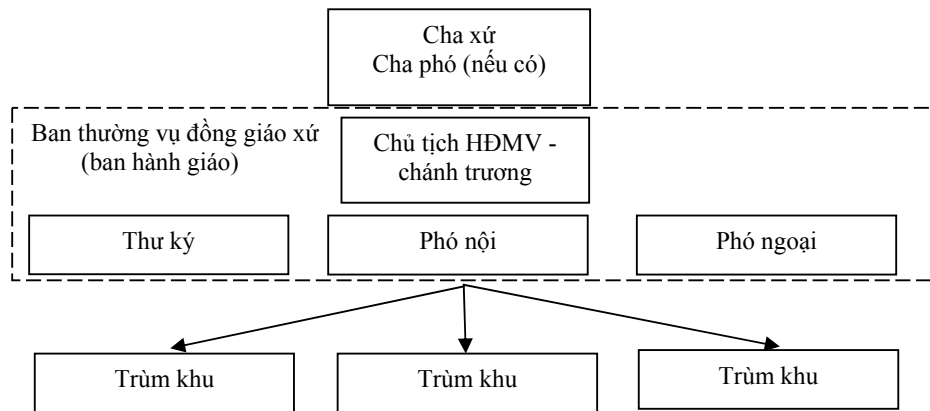 Cha xứ
Cha phó (nếu có)
Ban thường vụ đồng giáo xứ
(ban hành giáo)
Chủ tịch HĐMV -
chánh trương
Thư ký
Phó nội
Phó ngoại
Trùm khu
Trùm khu
Trùm khu